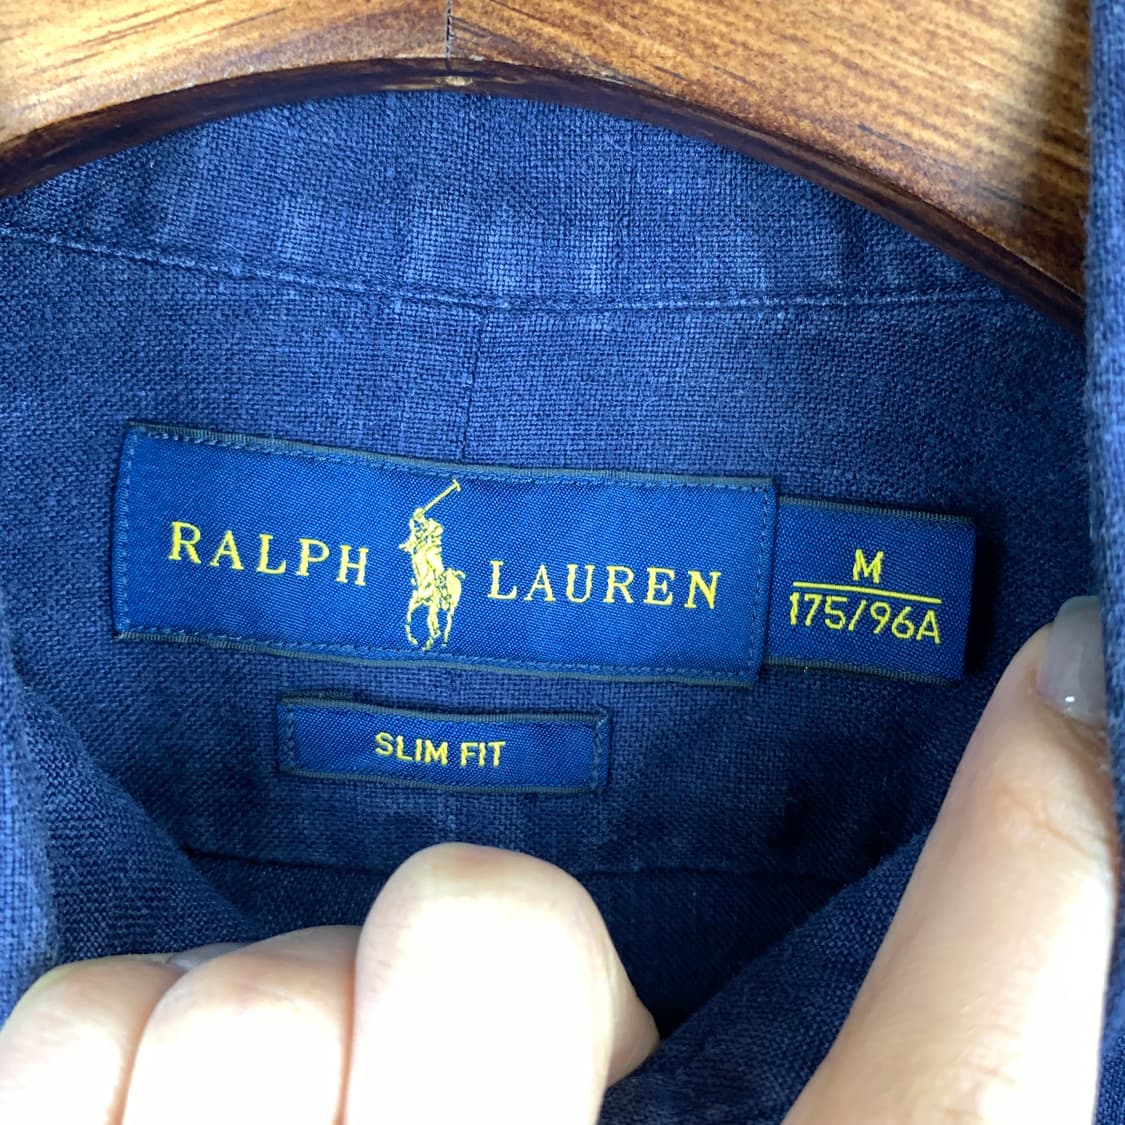 RALPH LAUREN
M
175/96A
SLIM FIT